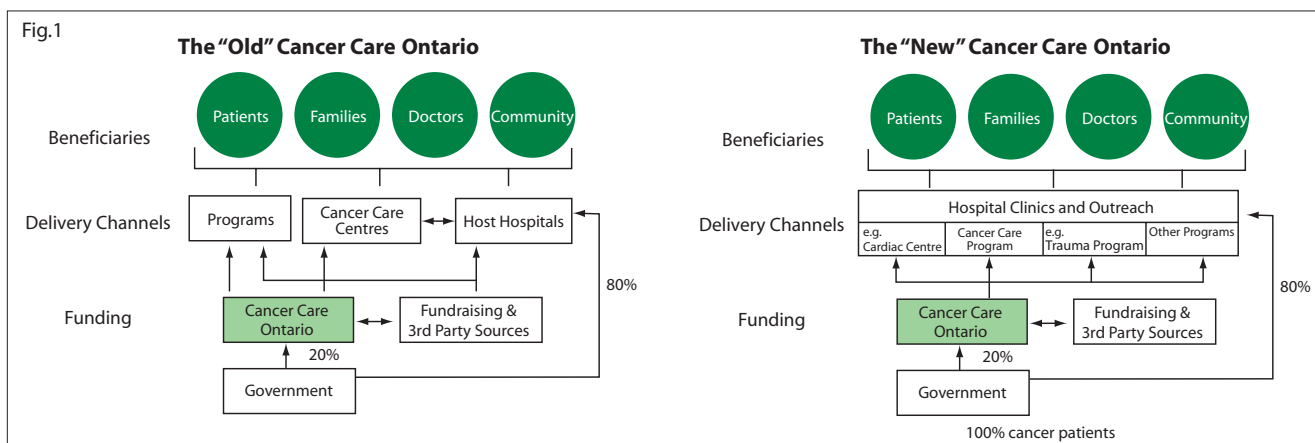 Fig.1
The “Old” Cancer Care Ontario
Beneficiaries
Patients
Families
Doctors
Community
Delivery Channels
Programs
Cancer Care
Centres
Host Hospitals
80%
Funding
Cancer Care
Ontario
Fundraising &
3rd Party Sources
20%
Government
The “New” Cancer Care Ontario
Beneficiaries
Patients
Families
Doctors
Community
Delivery Channels
Hospital Clinics and Outreach
e.g.
Cardiac Centre
Cancer Care
Program
e.g.
Trauma Program
Other Programs
80%
Funding
Cancer Care
Ontario
Fundraising &
3rd Party Sources
20%
Government
100% cancer patients